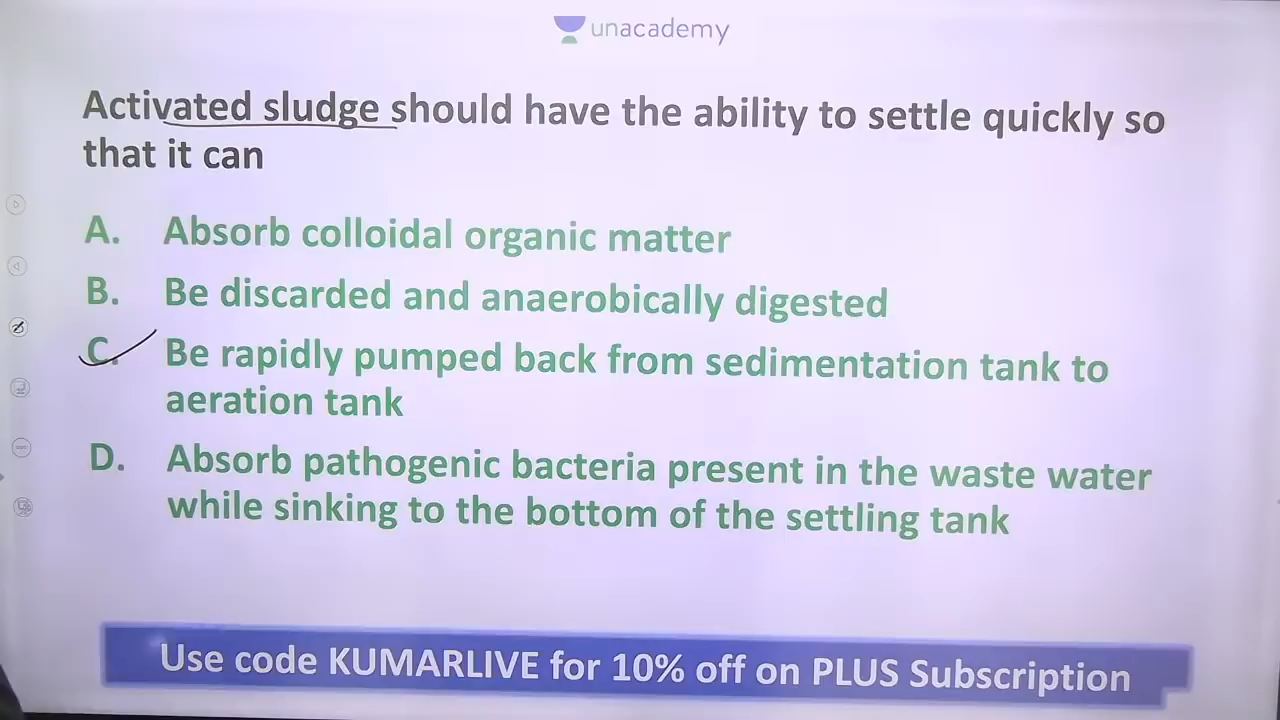 unacademy
Activated sludge should have the ability to settle quickly so
that it can
A. Absorb colloidal organic matter
B. Be discarded and anaerobically digested
C. Be rapidly pumped back from sedimentation tank to
aeration tank
D. Absorb pathogenic bacteria present in the waste water
while sinking to the bottom of the settling tank
Use code KUMARLIVE for 10% off on PLUS Subscription